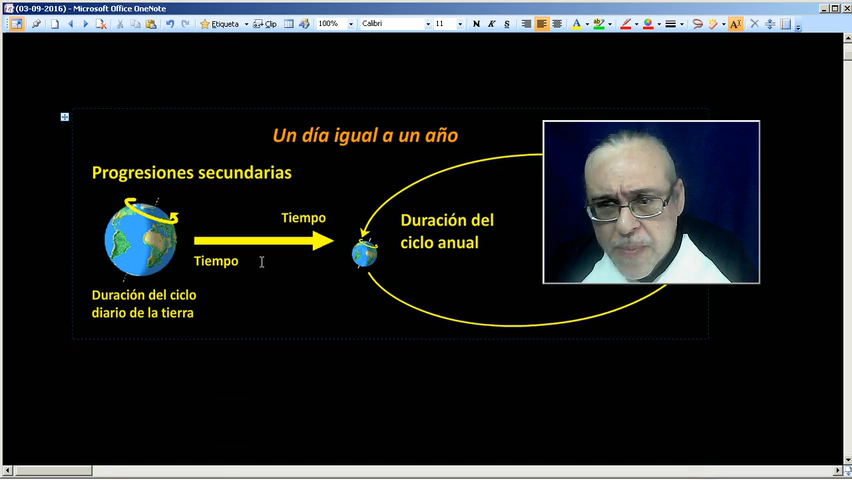 (03-09-2016) - Microsoft Office OneNote
Etiqueta Clip 100% Calibri 11 N K S
Un día igual a un año
Progresiones secundarias
Tiempo
Tiempo
Duración del ciclo
diario de la tierra
Duración del
ciclo anual